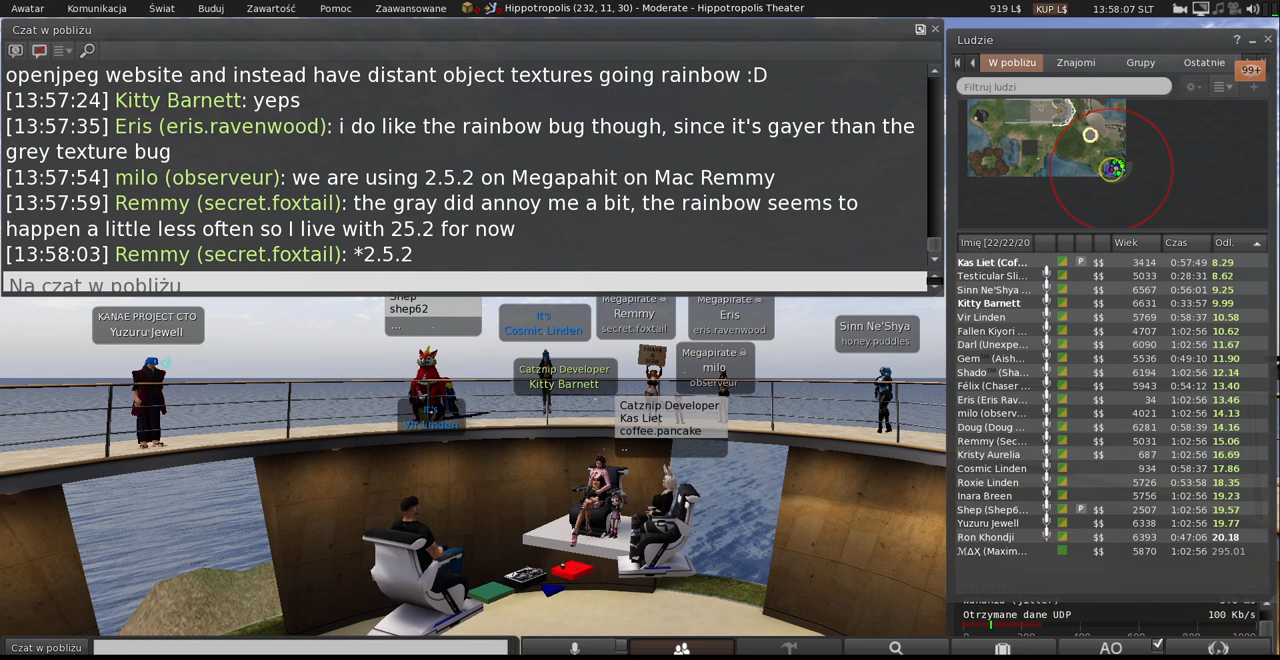 Awatar Komunikacja Świat Buduj Zawartość Pomoc Zaawansowane Hippotropolis (232, 11, 30) - Moderate - Hippotropolis Theater 919 L$ KUP L$ 13:58:07 SLT
Czat w pobliżu
openjpeg website and instead have distant object textures going rainbow :D
[13:57:24] Kitty Barnett: yeps
[13:57:35] Eris (eris.ravenwood): i do like the rainbow bug though, since it's gayer than the
grey texture bug
[13:57:54] milo (observeur): we are using 2.5.2 on Megapahit on Mac Remmy
[13:57:59] Remmy (secret.foxtail): the gray did annoy me a bit, the rainbow seems to
happen a little less often so I live with 25.2 for now
[13:58:03] Remmy (secret.foxtail): *2.5.2
Na czat w pobliżu
KANAE PROJECT CTO
Yuzuru Jewell
Shep
shep62
...
It's
Cosmic Linden
Megapirate ☠
Remmy
secret.foxtail
Megapirate ☠
Eris
eris.ravenwood
Sinn Ne'Shya
honey.puddles
Catznip Developer
Kitty Barnett
Megapirate ☠
milo
observeur
It's
Vir Linden
Catznip Developer
Kas Liet
coffee.pancake
..
Ludzie
W pobliżu Znajomi Grupy Ostatnie
99+
Filtruj ludzi
Imię [22/22/20 Wiek Czas Odl.
Kas Liet (Cof... P $$ 3414 0:57:49 8.29
Testicular Sli... $$ 5033 0:28:31 8.62
Sinn Ne'Shya ... $$ 6567 0:56:01 9.25
Kitty Barnett $$ 6631 0:33:57 9.99
Vir Linden $$ 5769 0:58:37 10.58
Fallen Kiyori ... $$ 4707 1:02:56 10.62
Darl (Unexpe... $$ 6090 1:02:56 11.67
Gem™ (Aish... $$ 5536 0:49:10 11.90
Shado™ (Sha... $$ 6194 1:02:56 12.14
Félix (Chaser ... $$ 5943 0:54:12 13.40
Eris (Eris Rav... $$ 34 1:02:56 13.46
milo (observ... $$ 4021 1:02:56 14.13
Doug (Doug ... $$ 6281 0:58:39 14.16
Remmy (Sec... $$ 5031 1:02:56 15.06
Kristy Aurelia $$ 687 1:02:56 16.69
Cosmic Linden 934 0:58:37 17.86
Roxie Linden 5726 0:53:58 18.35
Inara Breen 5756 1:02:56 19.23
Shep (Shep6... P $$ 2507 1:02:56 19.57
Yuzuru Jewell $$ 6338 1:02:56 19.77
Ron Khondji $$ 6393 0:47:06 20.18
(Maxim... $$ 5870 1:02:56 295.01
Otrzymane dane UDP 100 Kb/s
Czat w pobliżu AO